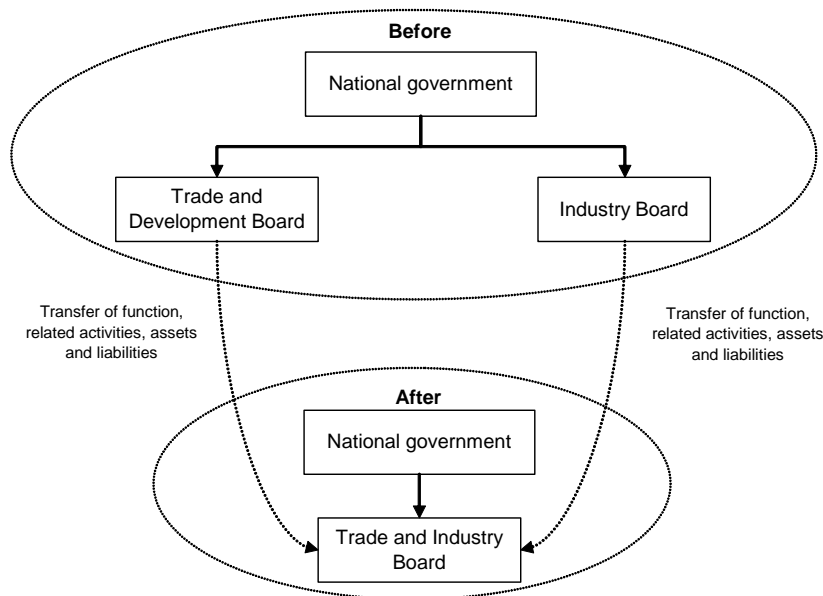 Before
National government
Trade and
Development Board
Industry Board
Transfer of function,
related activities, assets
and liabilities
Transfer of function,
related activities, assets
and liabilities
After
National government
Trade and Industry
Board